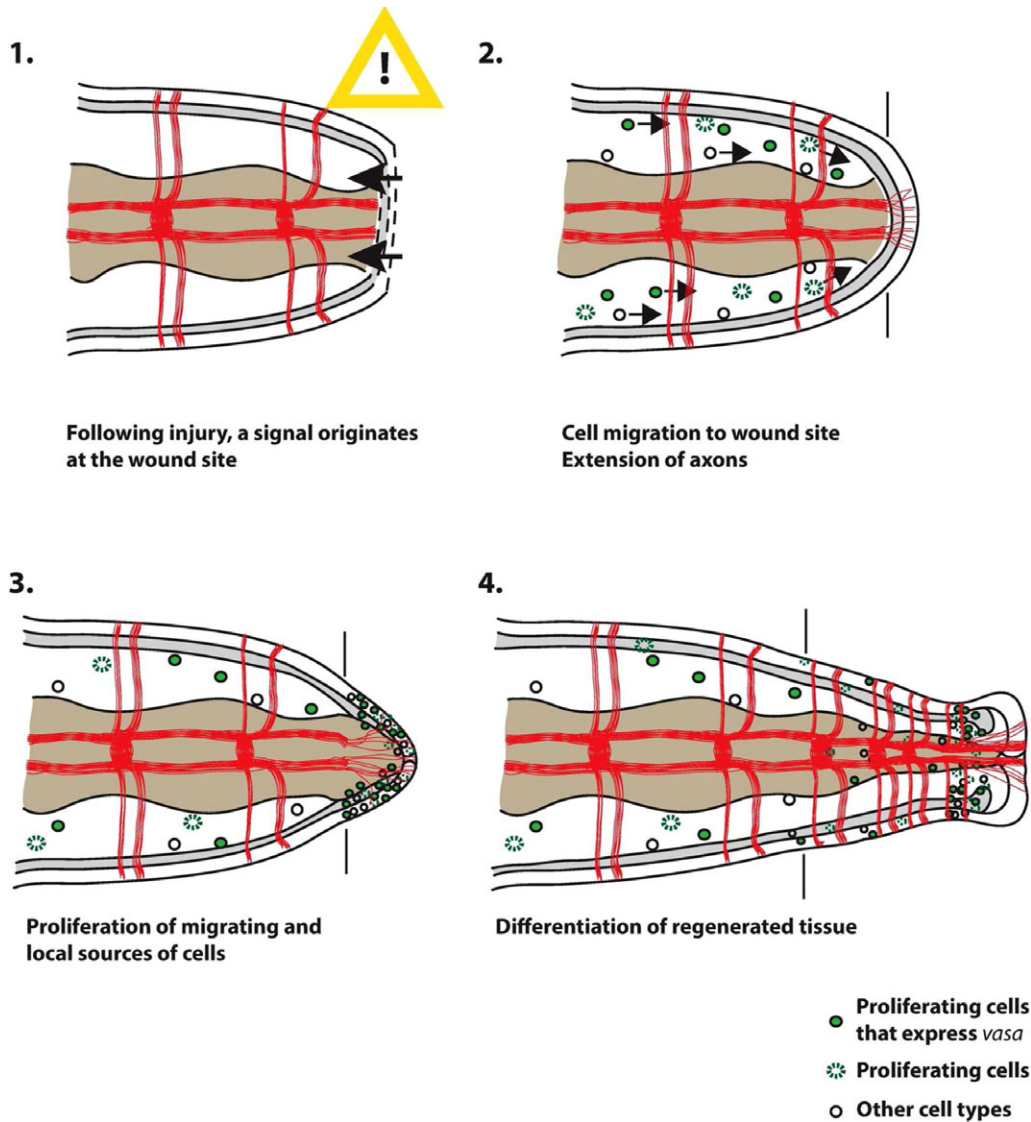 1.
!
Following injury, a signal originates
at the wound site
2.
Cell migration to wound site
Extension of axons
3.
Proliferation of migrating and
local sources of cells
4.
Differentiation of regenerated tissue
Proliferating cells
that express vasa
Proliferating cells
Other cell types